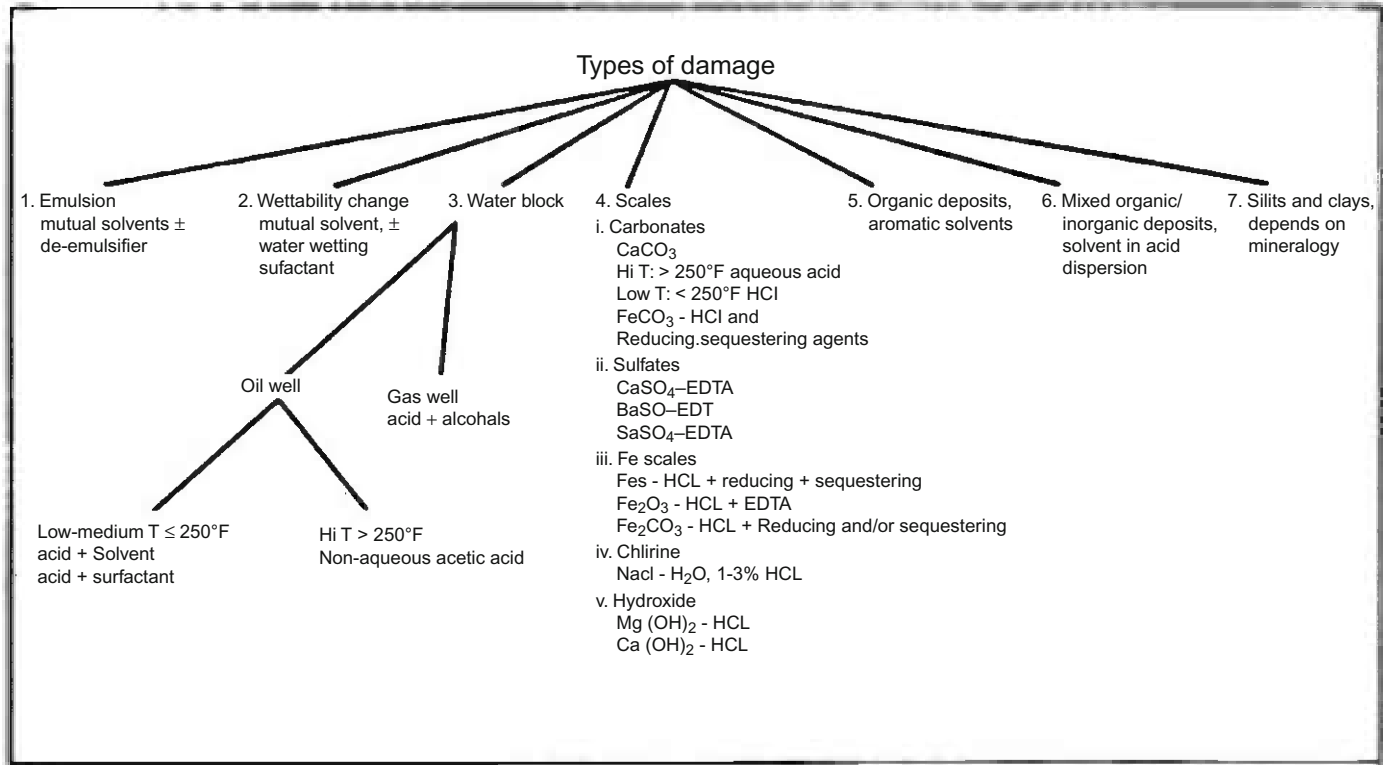 Types of damage
1. Emulsion
mutual solvents ±
de-emulsifier
2. Wettability change
mutual solvent, ±
water wetting
sufactant
3. Water block
Oil well
Low-medium T ≤ 250°F
acid + Solvent
acid + surfactant
Hi T > 250°F
Non-aqueous acetic acid
Gas well
acid + alcohals
4. Scales
i. Carbonates
CaCO₃
Hi T: > 250°F aqueous acid
Low T: < 250°F HCI
FeCO₃ - HCI and
Reducing.sequestering agents
ii. Sulfates
CaSO₄–EDTA
BaSO–EDT
SaSO₄–EDTA
iii. Fe scales
Fes - HCL + reducing + sequestering
Fe₂O₃ - HCL + EDTA
Fe₂CO₃ - HCL + Reducing and/or sequestering
iv. Chlirine
Nacl - H₂O, 1-3% HCL
v. Hydroxide
Mg (OH)₂ - HCL
Ca (OH)₂ - HCL
5. Organic deposits,
aromatic solvents
6. Mixed organic/
inorganic deposits,
solvent in acid
dispersion
7. Silits and clays,
depends on
mineralogy